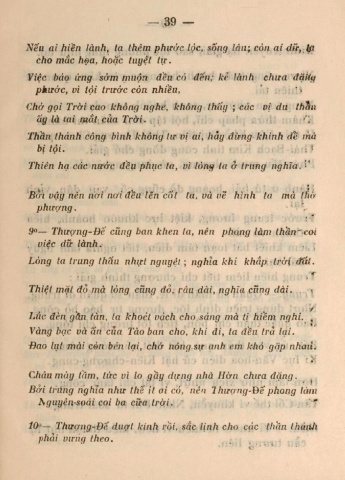 — 39 —
Nếu ai hiền lành, ta thêm phước lộc, sống lâu; còn ai dữ, ta
cho mắc họa, hoặc tuyệt tự.
Việc báo ứng sớm muộn đều có đến; kẻ lành chưa đặng
phước, vì tội trước còn nhiều.
Chớ gọi Trời cao không nghe, không thấy; các vị du thần
ấy là tai mắt của Trời.
Thần thánh công bình không tư vị ai, hãy đừng khinh dể mà
bị tội.
Thiên hạ các nước đều phục ta, vì lòng ta ở trung nghĩa.
Bởi vậy nên nơi nơi đều lên cốt ta, và vẽ hình ta mà thờ
phượng.
9º— Thượng-Đế cũng ban khen ta, nên phong làm thần coi
việc dữ lành.
Lòng ta trung thấu nhựt nguyệt; nghĩa khí khắp trời đất.
Thiệt mặt đỏ mà lòng cũng đỏ, râu dài, nghĩa cũng dài.
Lúc đèn gần tàn, ta khoét vách cho sáng mà tị hiềm nghi.
Vàng bạc và ấn của Tào ban cho, khi đi, ta đều trả lại.
Đao lụt mài còn bén lại, chớ nóng sự anh em khó gặp nhau.
Chàu mày tằm, tức vì lo gầy dựng nhà Hớn chưa đặng.
Bởi trung nghĩa như thế ít ai có, nên Thượng-Đế phong làm
Nguyên-soái coi ba cửa trời.
10º— Thượng-Đế duợt kinh rồi, sắc linh cho các thần thánh
phải vưng theo.